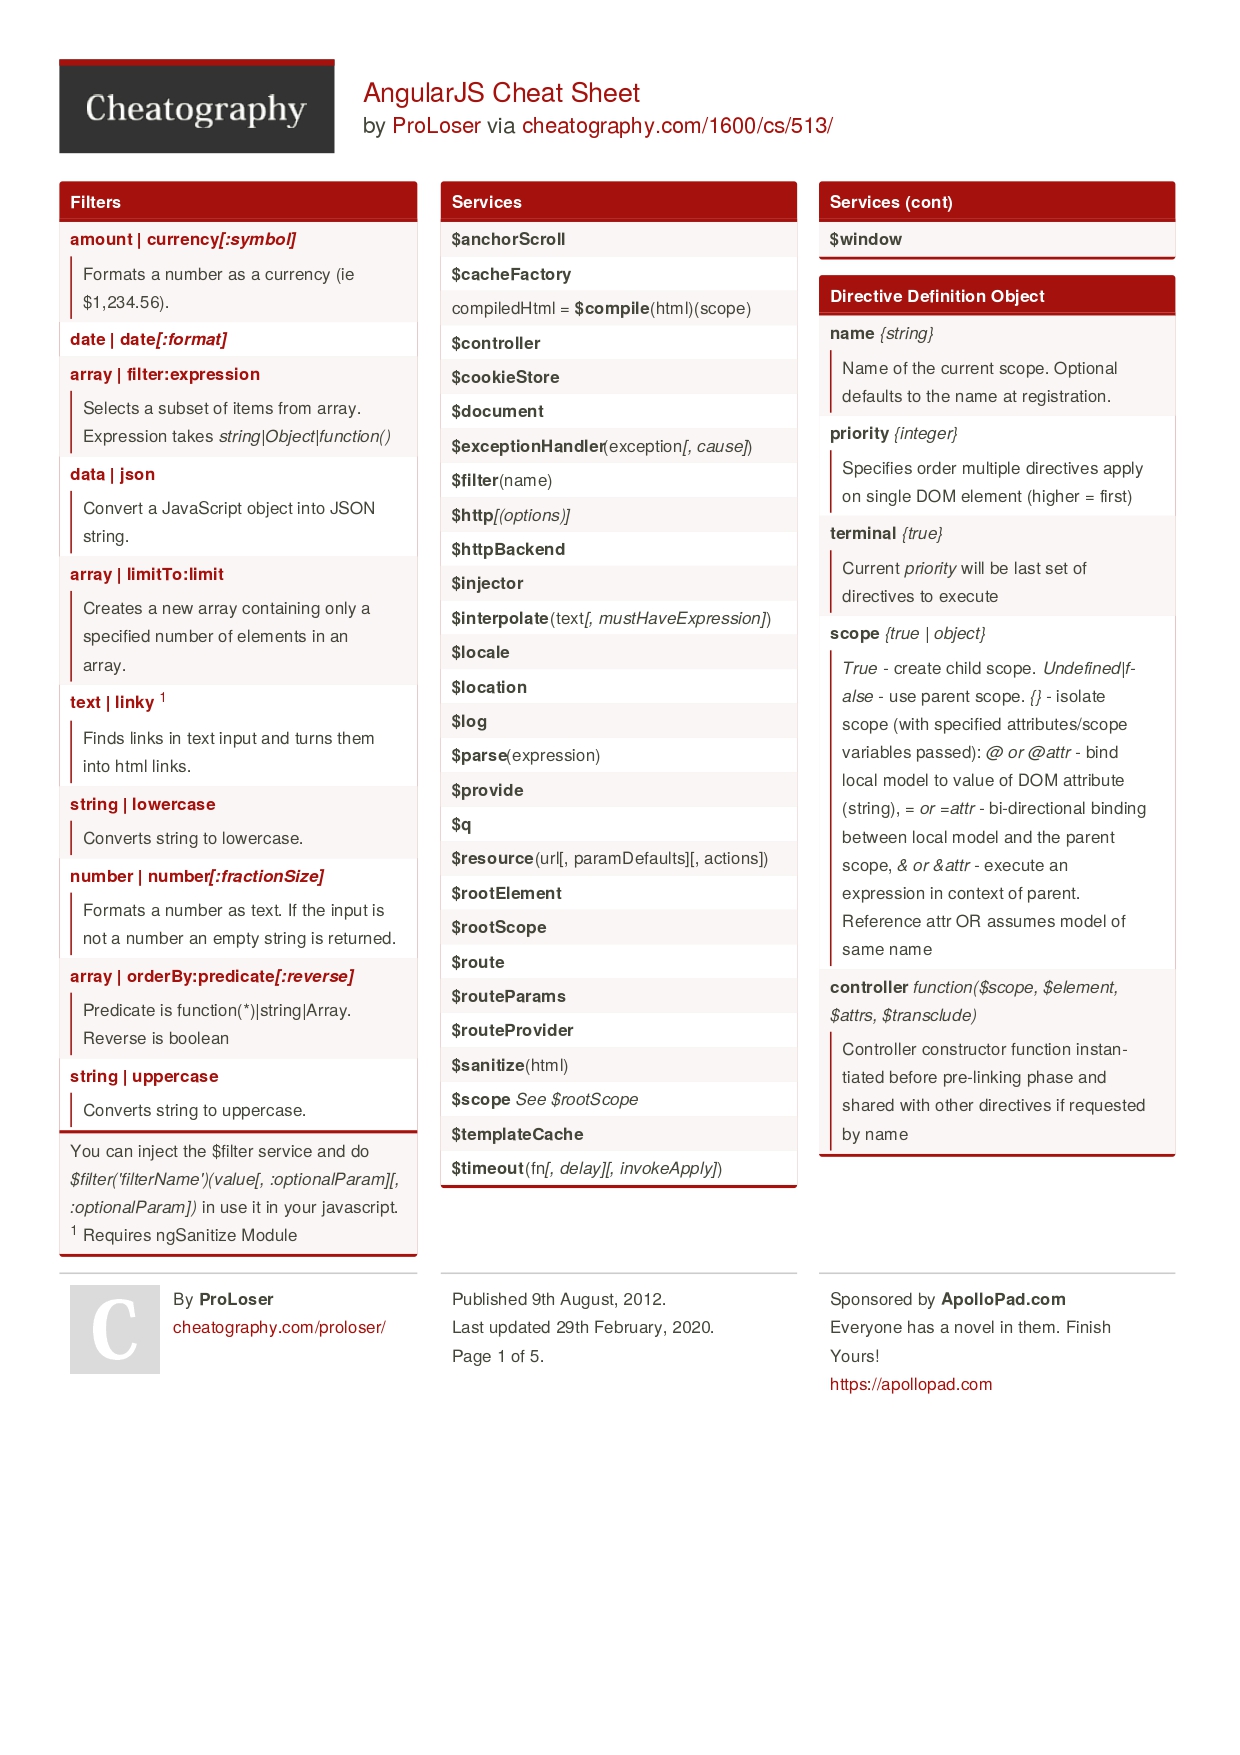 Cheatography
AngularJS Cheat Sheet
by ProLoser via cheatography.com/1600/cs/513/
Filters
amount | currency[:symbol]
Formats a number as a currency (ie
$1,234.56).
date | date[:format]
array | filter:expression
Selects a subset of items from array.
Expression takes string|Object|function()
data | json
Convert a JavaScript object into JSON
string.
array | limitTo:limit
Creates a new array containing only a
specified number of elements in an
array.
text | linky 1
Finds links in text input and turns them
into html links.
string | lowercase
Converts string to lowercase.
number | number[:fractionSize]
Formats a number as text. If the input is
not a number an empty string is returned.
array | orderBy:predicate[:reverse]
Predicate is function(*)|string|Array.
Reverse is boolean
string | uppercase
Converts string to uppercase.
You can inject the $filter service and do
$filter('filterName')(value[, :optionalParam][,
:optionalParam]) in use it in your javascript.
1 Requires ngSanitize Module
Services
$anchorScroll
$cacheFactory
compiledHtml = $compile(html)(scope)
$controller
$cookieStore
$document
$exceptionHandler(exception[, cause])
$filter(name)
$http[(options)]
$httpBackend
$injector
$interpolate(text[, mustHaveExpression])
$locale
$location
$log
$parse(expression)
$provide
$q
$resource(url[, paramDefaults][, actions])
$rootElement
$rootScope
$route
$routeParams
$routeProvider
$sanitize(html)
$scope See $rootScope
$templateCache
$timeout(fn[, delay][, invokeApply])
Services (cont)
$window
Directive Definition Object
name {string}
Name of the current scope. Optional
defaults to the name at registration.
priority {integer}
Specifies order multiple directives apply
on single DOM element (higher = first)
terminal {true}
Current priority will be last set of
directives to execute
scope {true | object}
True - create child scope. Undefined|f-
alse - use parent scope. {} - isolate
scope (with specified attributes/scope
variables passed): @ or @attr - bind
local model to value of DOM attribute
(string), = or =attr - bi-directional binding
between local model and the parent
scope, & or &attr - execute an
expression in context of parent.
Reference attr OR assumes model of
same name
controller function($scope, $element,
$attrs, $transclude)
Controller constructor function instan-
tiated before pre-linking phase and
shared with other directives if requested
by name
C
By ProLoser
cheatography.com/proloser/
Published 9th August, 2012.
Last updated 29th February, 2020.
Page 1 of 5.
Sponsored by ApolloPad.com
Everyone has a novel in them. Finish
Yours!
https://apollopad.com